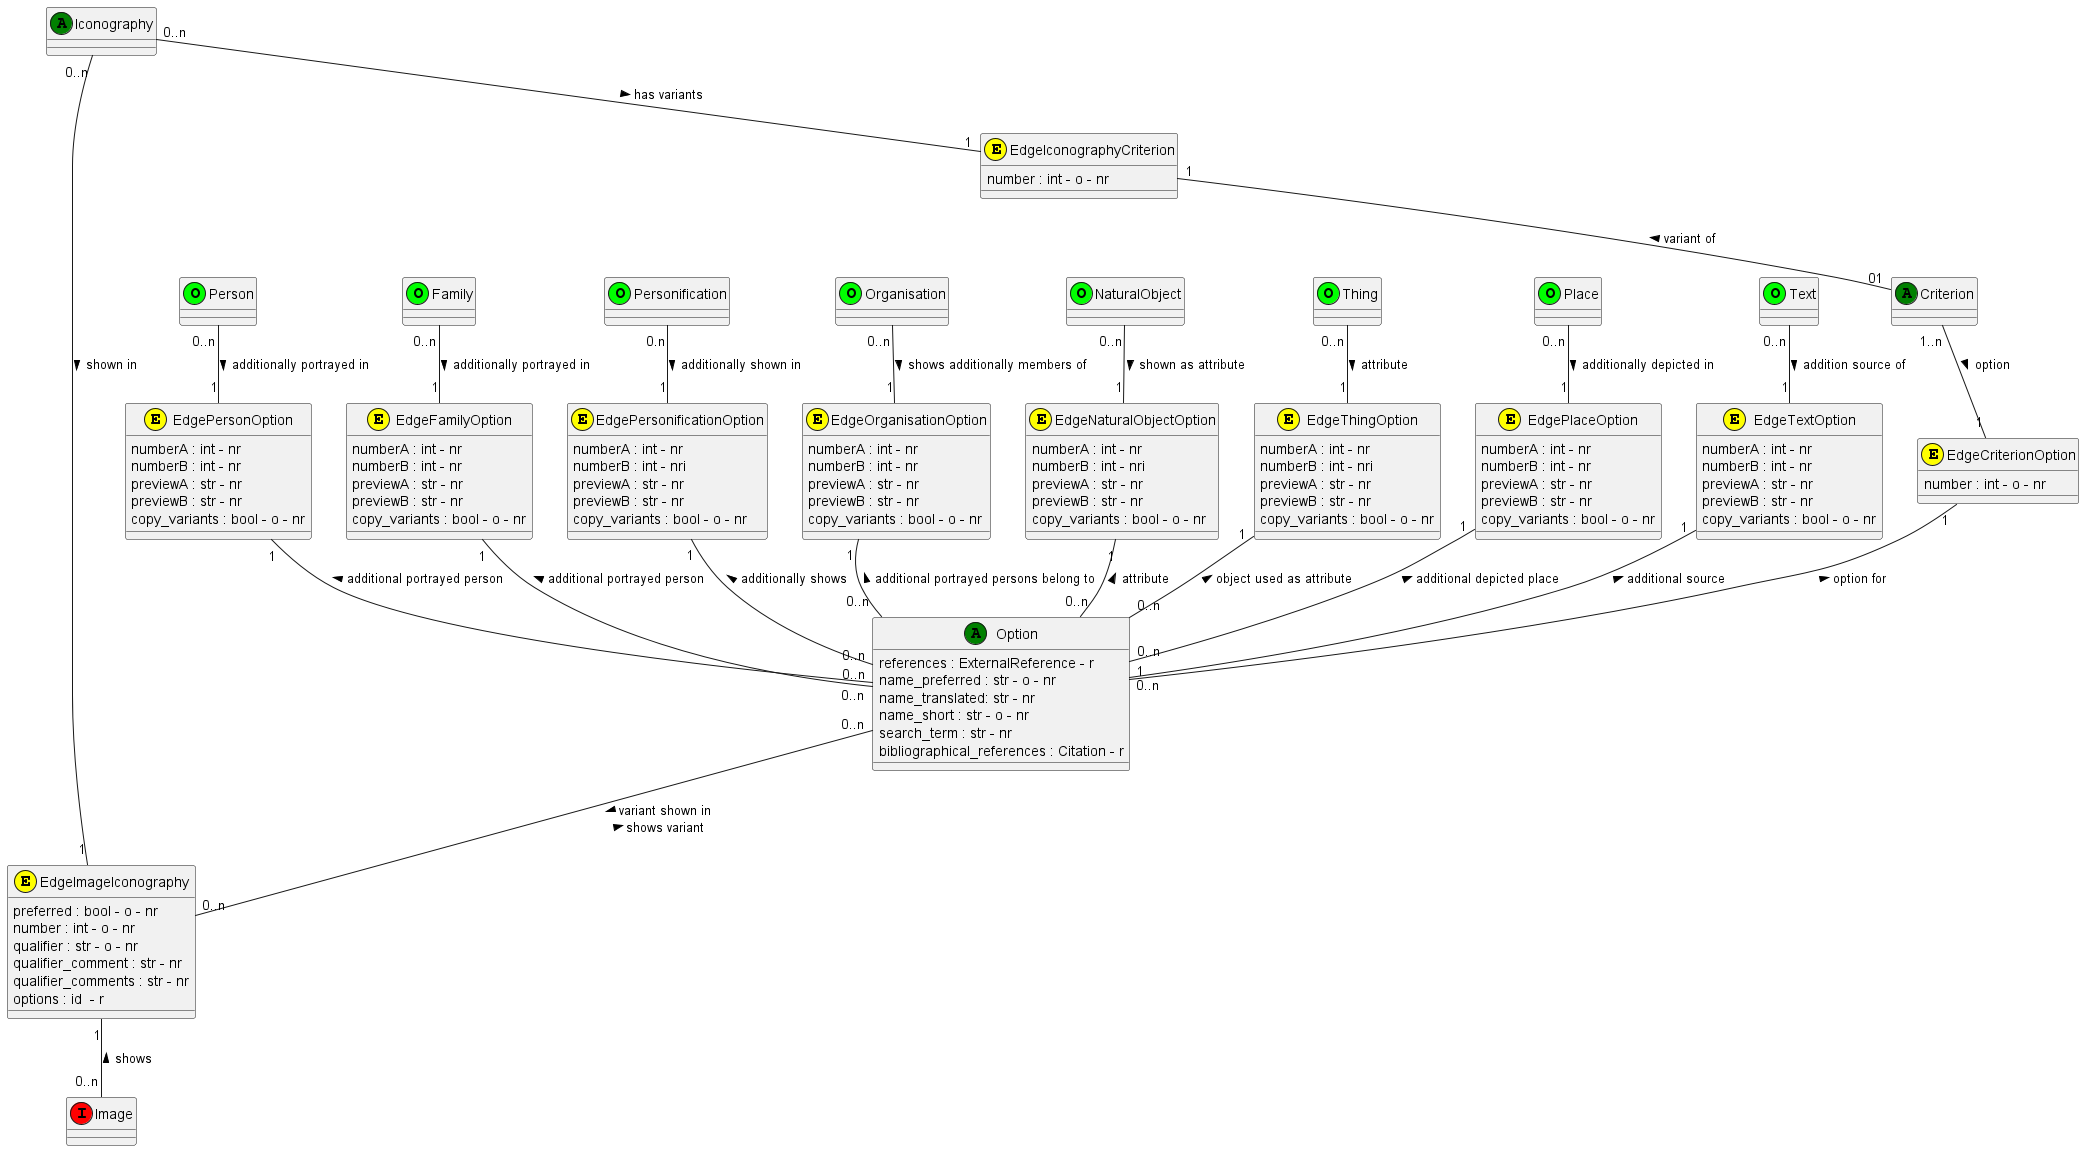 A Iconography
0..n
0..n
has variants
1
E EdgeIconographyCriterion
number : int - o - nr
1
variant of
01
O Person
O Family
O Personification
O Organisation
O NaturalObject
O Thing
O Place
O Text
A Criterion
0..n
0..n
0.n
0..n
0..n
0..n
0..n
0..n
1..n
shown in
additionally portrayed in
additionally portrayed in
additionally shown in
shows additionally members of
shown as attribute
attribute
additionally depicted in
addition source of
option
1
1
1
1
1
1
1
1
1
E EdgePersonOption
numberA : int - nr
numberB : int - nr
previewA : str - nr
previewB : str - nr
copy_variants : bool - o - nr
E EdgeFamilyOption
numberA : int - nr
numberB : int - nr
previewA : str - nr
previewB : str - nr
copy_variants : bool - o - nr
E EdgePersonificationOption
numberA : int - nr
numberB : int - nri
previewA : str - nr
previewB : str - nr
copy_variants : bool - o - nr
E EdgeOrganisationOption
numberA : int - nr
numberB : int - nr
previewA : str - nr
previewB : str - nr
copy_variants : bool - o - nr
E EdgeNaturalObjectOption
numberA : int - nr
numberB : int - nri
previewA : str - nr
previewB : str - nr
copy_variants : bool - o - nr
E EdgeThingOption
numberA : int - nr
numberB : int - nri
previewA : str - nr
previewB : str - nr
copy_variants : bool - o - nr
E EdgePlaceOption
numberA : int - nr
numberB : int - nr
previewA : str - nr
previewB : str - nr
copy_variants : bool - o - nr
E EdgeTextOption
numberA : int - nr
numberB : int - nr
previewA : str - nr
previewB : str - nr
copy_variants : bool - o - nr
E EdgeCriterionOption
number : int - o - nr
1
1
1
1
1
1
1
1
1
additional portrayed person
additional portrayed person
additionally shows
additional portrayed persons belong to
attribute
object used as attribute
additional depicted place
additional source
option for
0..n
0..n
0..n
0..n
0..n
0..n
0..n
1
0..n
0..n
A Option
references : ExternalReference - r
name_preferred : str - o - nr
name_translated: str - nr
name_short : str - o - nr
search_term : str - nr
bibliographical_references : Citation - r
variant shown in
shows variant
1
0..n
E EdgeImageIconography
preferred : bool - o - nr
number : int - o - nr
qualifier : str - o - nr
qualifier_comment : str - nr
qualifier_comments : str - nr
options : id - r
1
shows
0..n
I Image